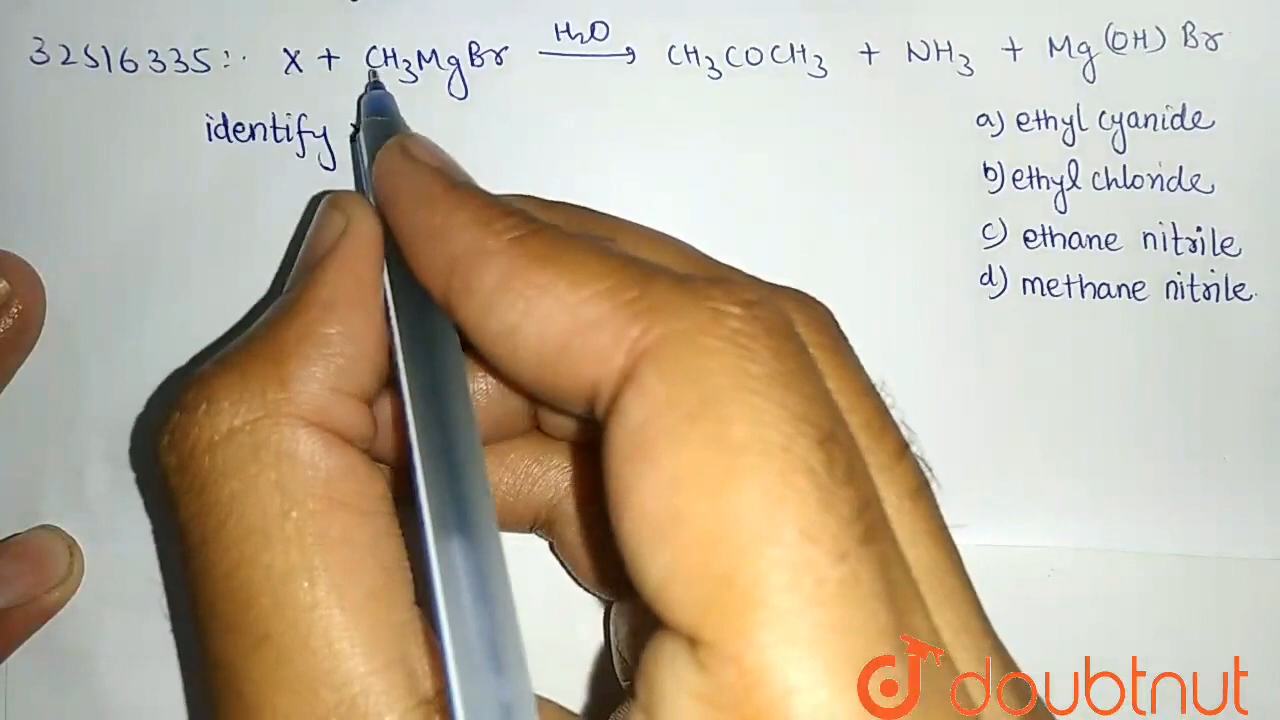 32516335:- X + CH₃MgBr —H₂O→ CH₃COCH₃ + NH₃ + Mg(OH)Br
identify
a) ethyl cyanide
b) ethyl chloride
c) ethane nitrile
d) methane nitrile.
doubtnut